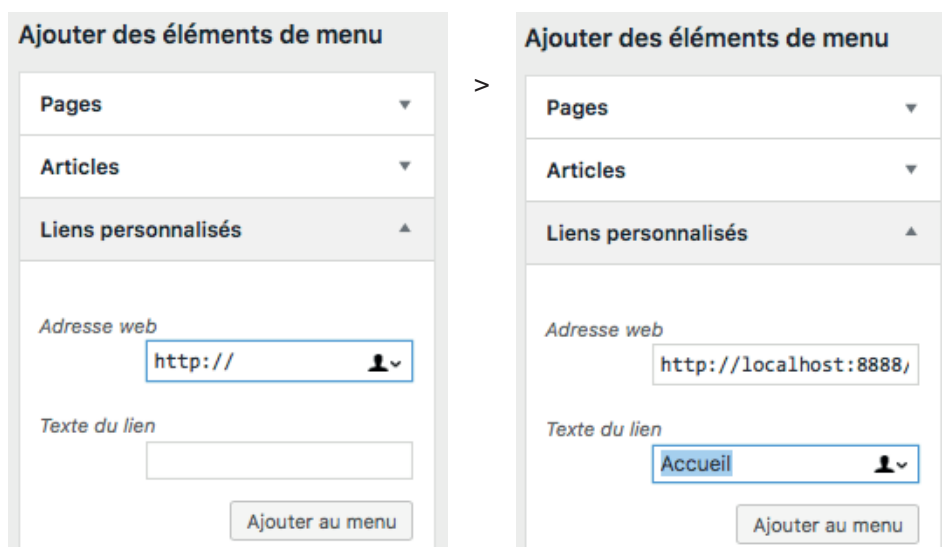 Ajouter des éléments de menu
Pages
Articles
Liens personnalisés
Adresse web
http://
Texte du lien
Ajouter au menu
>
Ajouter des éléments de menu
Pages
Articles
Liens personnalisés
Adresse web
http://localhost:8888/
Texte du lien
Accueil
Ajouter au menu